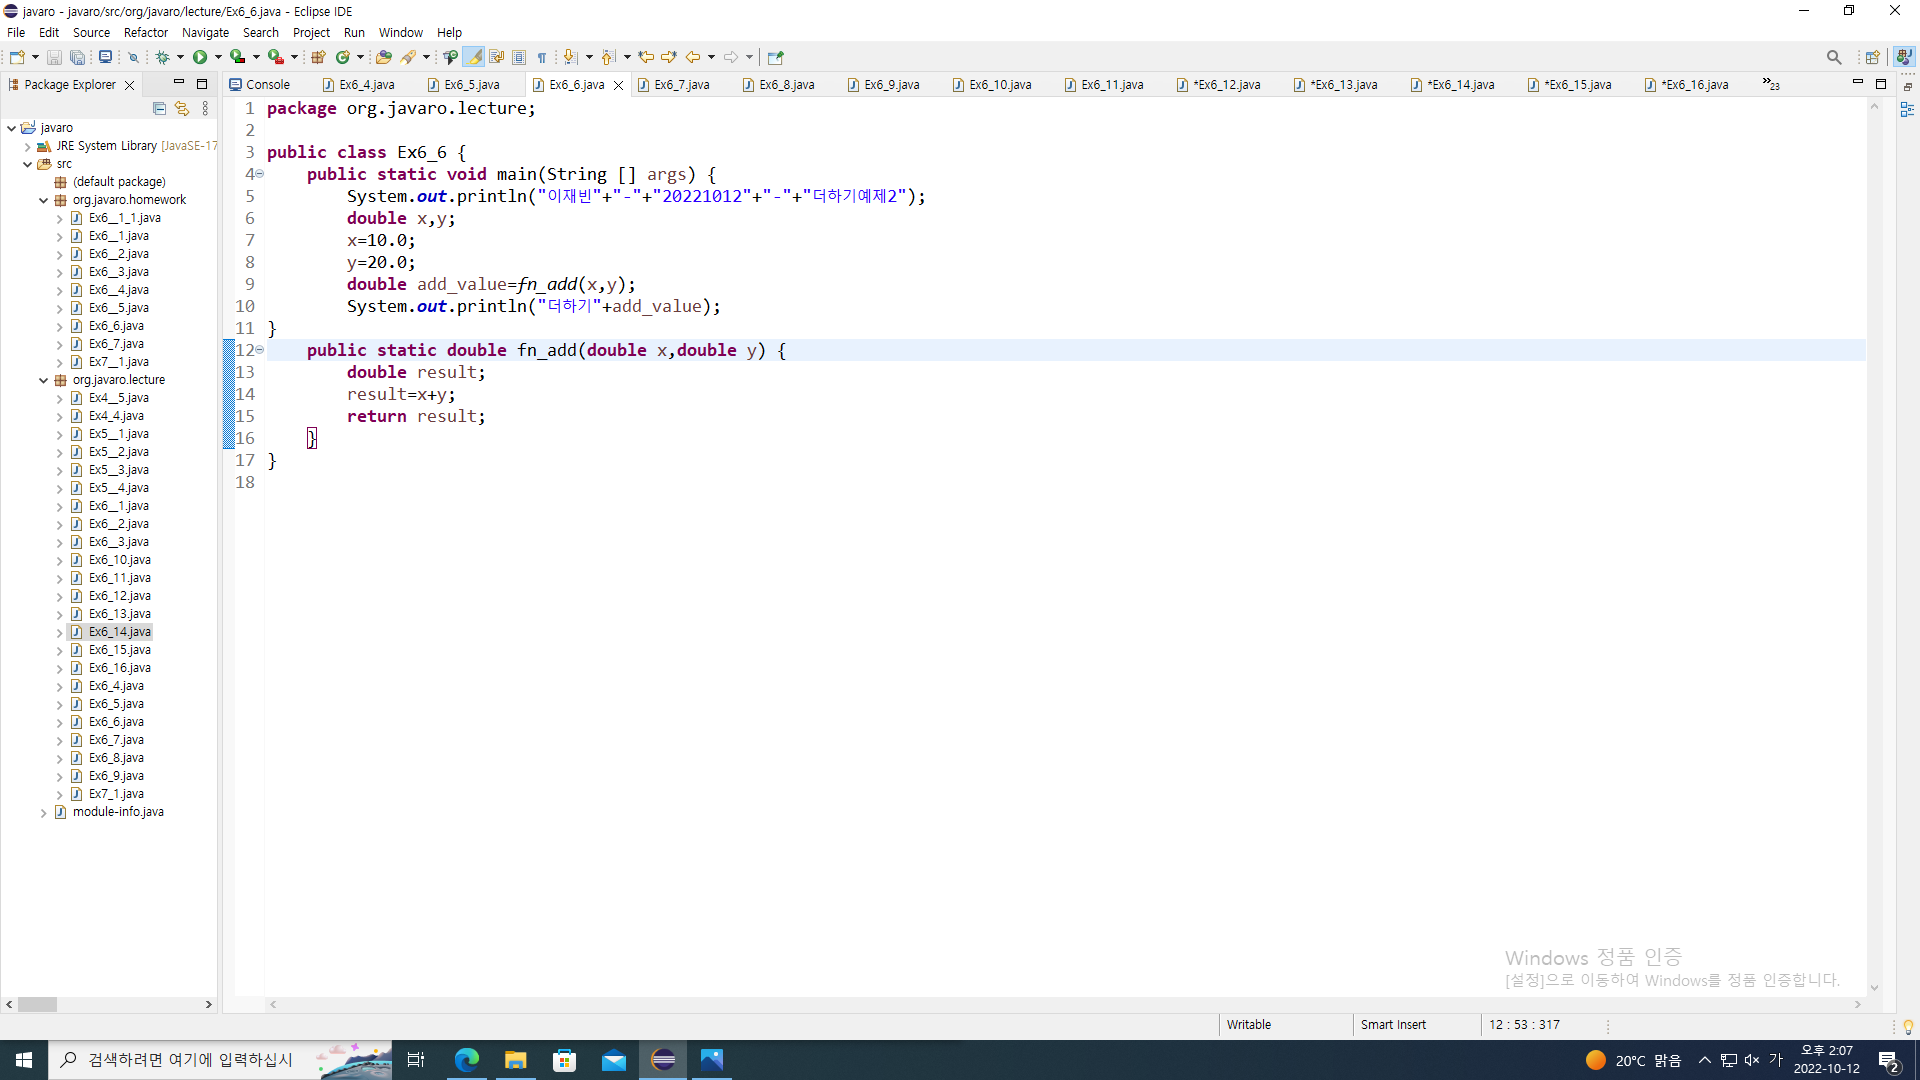 javaro - javaro/src/org/javaro/lecture/Ex6_6.java - Eclipse IDE
File Edit Source Refactor Navigate Search Project Run Window Help
Package Explorer
Console Ex6_4.java Ex6_5.java Ex6_6.java Ex6_7.java Ex6_8.java Ex6_9.java Ex6_10.java Ex6_11.java *Ex6_12.java *Ex6_13.java *Ex6_14.java *Ex6_15.java *Ex6_16.java »23
javaro
JRE System Library [JavaSE-17
src
(default package)
org.javaro.homework
Ex6__1_1.java
Ex6__1.java
Ex6__2.java
Ex6__3.java
Ex6__4.java
Ex6__5.java
Ex6_6.java
Ex6_7.java
Ex7__1.java
org.javaro.lecture
Ex4__5.java
Ex4_4.java
Ex5__1.java
Ex5__2.java
Ex5__3.java
Ex5__4.java
Ex6__1.java
Ex6__2.java
Ex6__3.java
Ex6_10.java
Ex6_11.java
Ex6_12.java
Ex6_13.java
Ex6_14.java
Ex6_15.java
Ex6_16.java
Ex6_4.java
Ex6_5.java
Ex6_6.java
Ex6_7.java
Ex6_8.java
Ex6_9.java
Ex7_1.java
module-info.java
1 package org.javaro.lecture;
2
3 public class Ex6_6 {
4 public static void main(String [] args) {
5 System.out.println("이재빈"+"-"+"20221012"+"-"+"더하기예제2");
6 double x,y;
7 x=10.0;
8 y=20.0;
9 double add_value=fn_add(x,y);
10 System.out.println("더하기"+add_value);
11 }
12 public static double fn_add(double x,double y) {
13 double result;
14 result=x+y;
15 return result;
16 }
17 }
18
Windows 정품 인증
[설정]으로 이동하여 Windows를 정품 인증합니다.
Writable Smart Insert 12 : 53 : 317
검색하려면 여기에 입력하십시
20°C 맑음 가 오후 2:07
2022-10-12
2